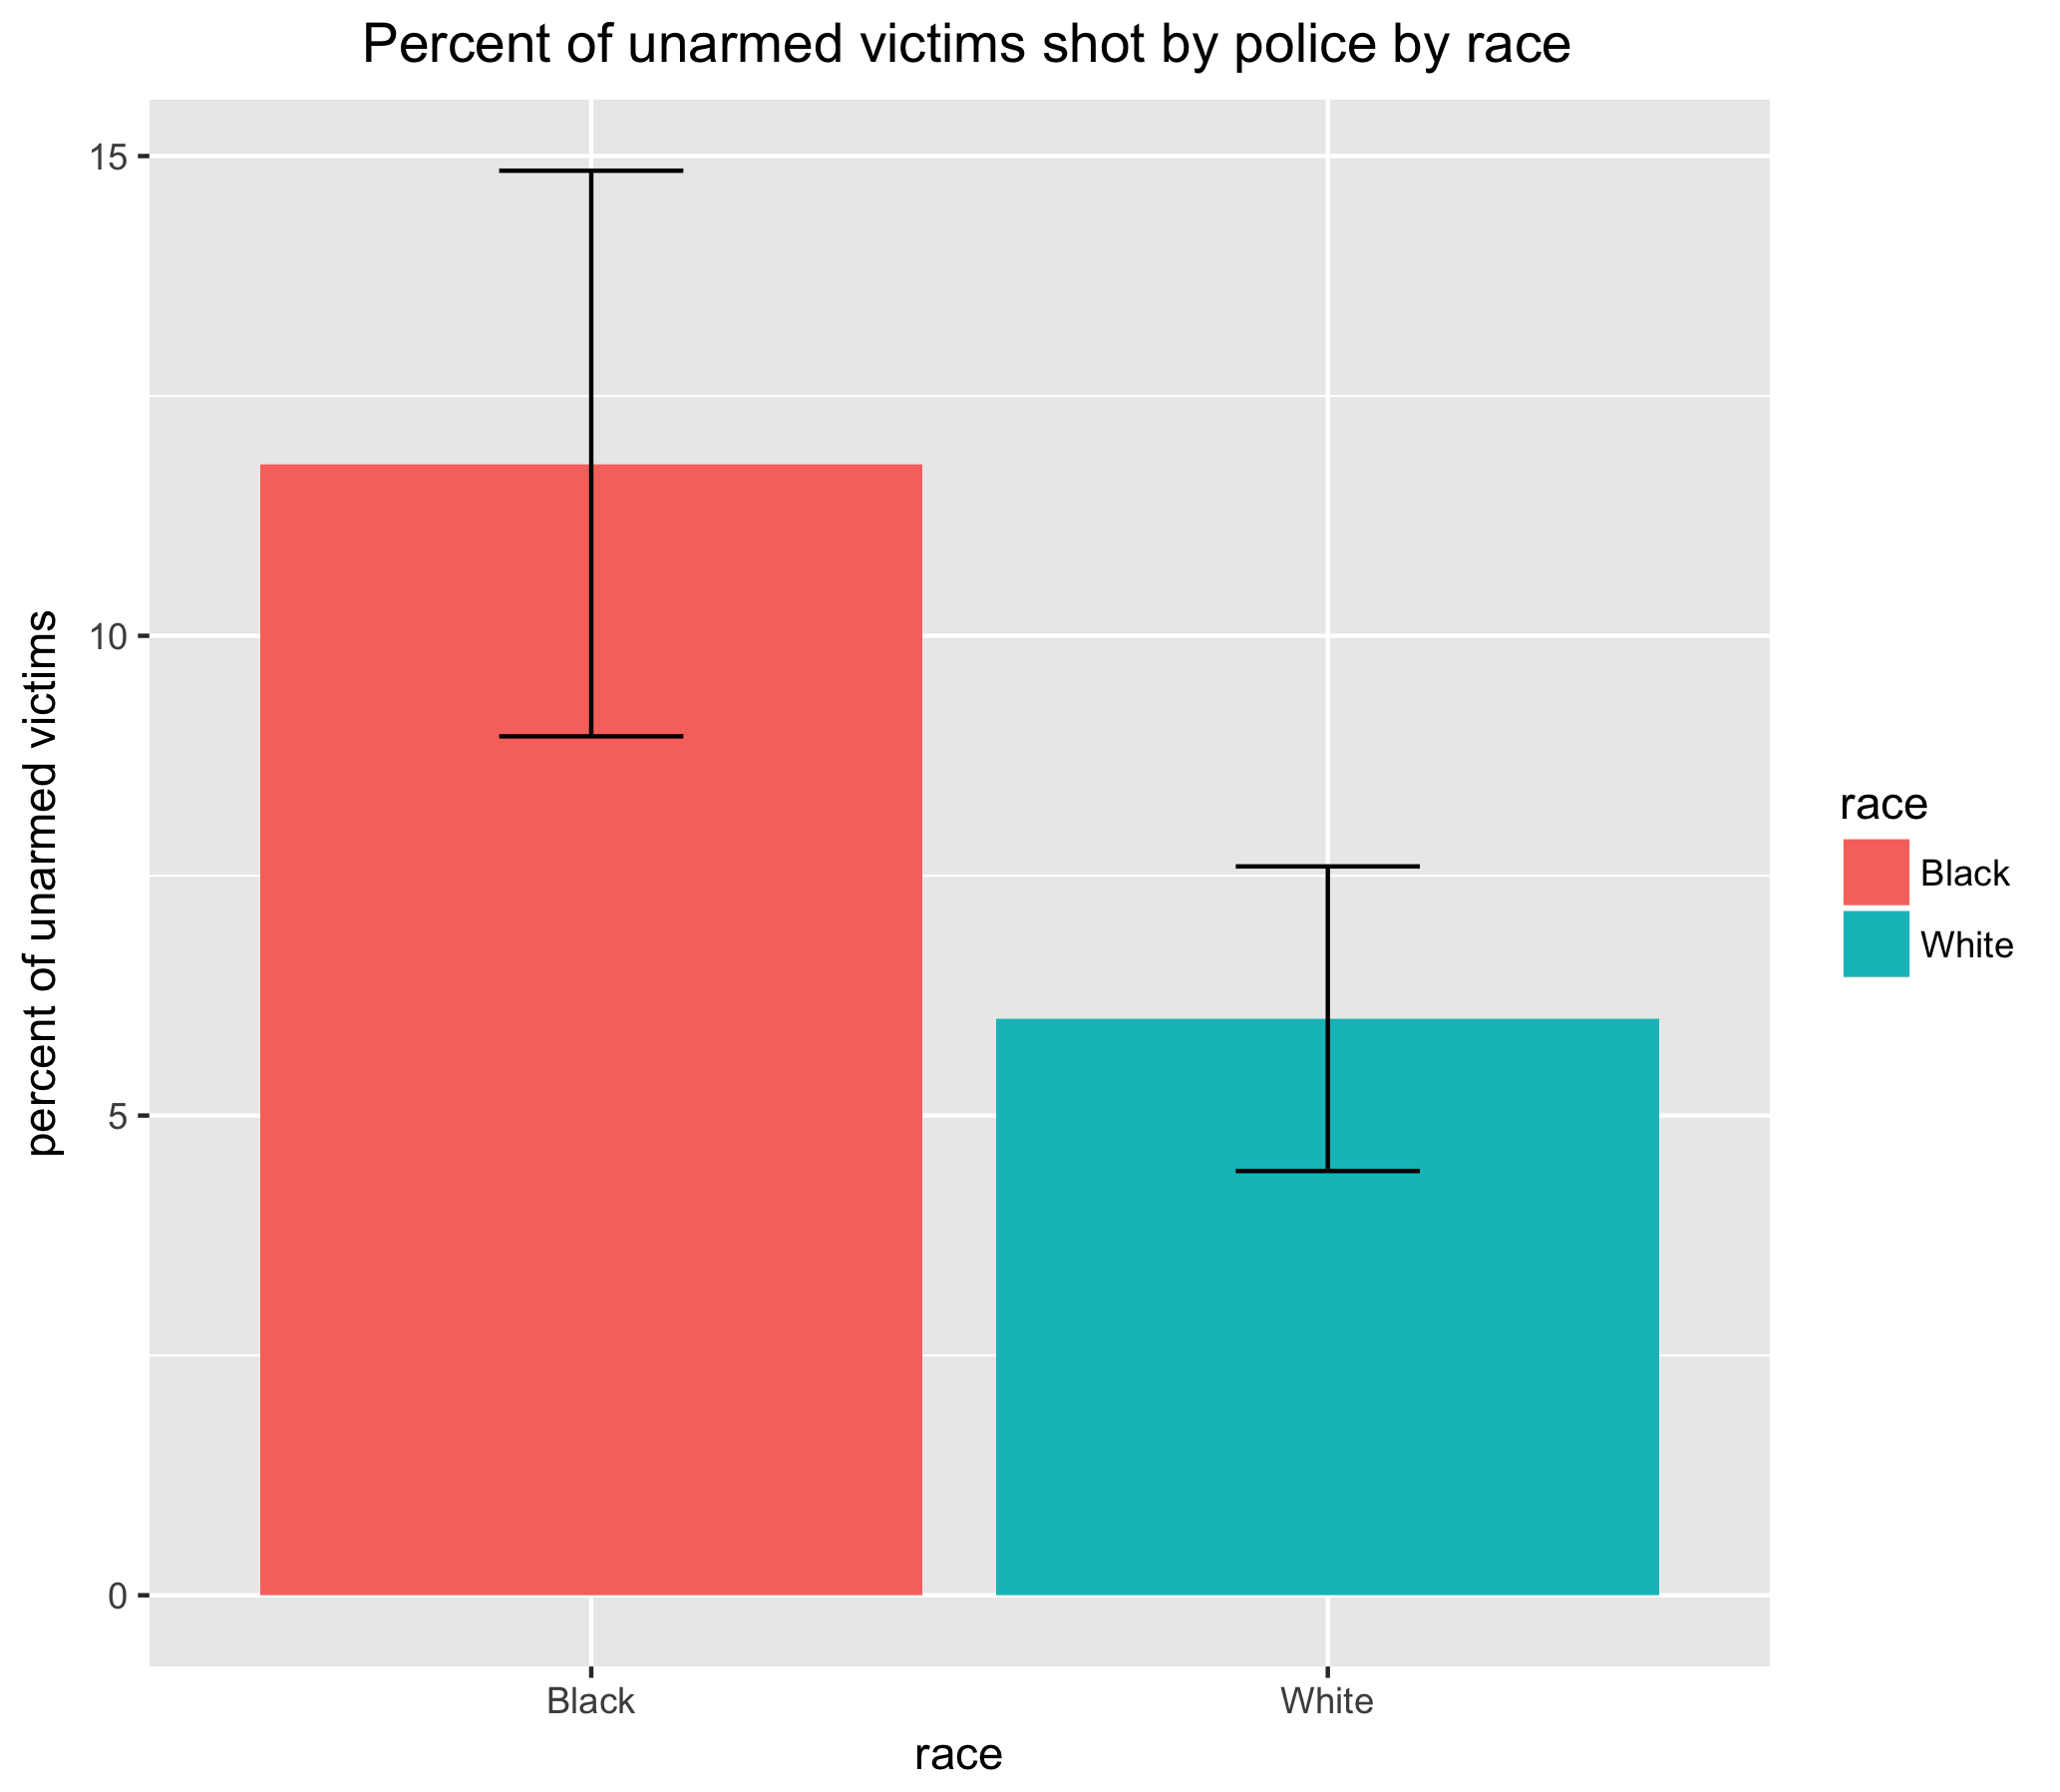 Percent of unarmed victims shot by police by race
percent of unarmed victims
15
10
5
0
Black
White
race
race
Black
White